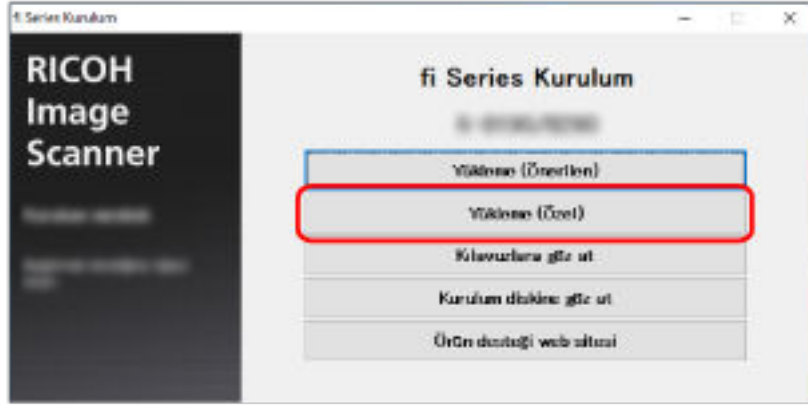 fi Series Kurulum
RICOH
Image
Scanner
fi Series Kurulum
Yükleme (Önerilen)
Yükleme (Özel)
Kılavuzlara göz at
Kurulum diskine göz at
Ürün desteği web sitesi